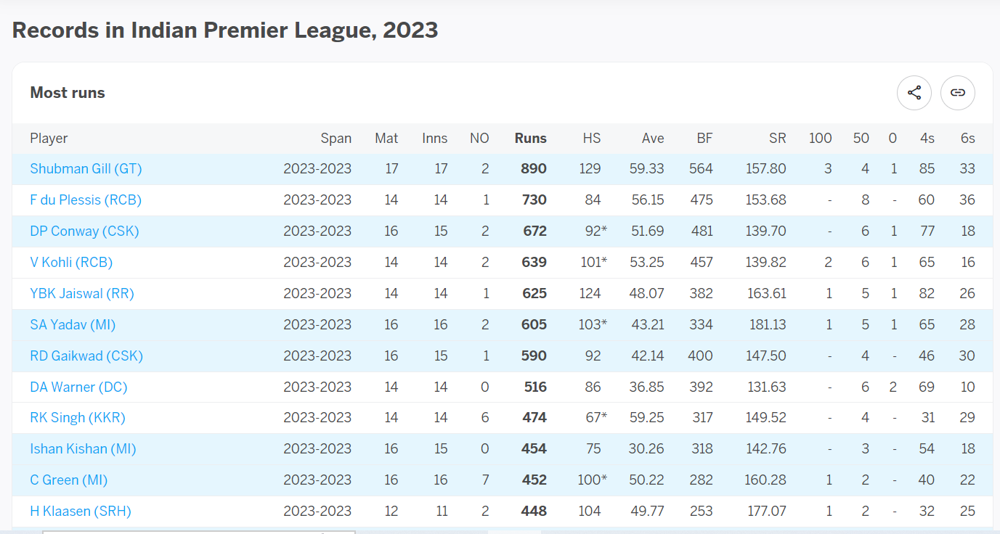 Records in Indian Premier League, 2023
Most runs
Player Span Mat Inns NO Runs HS Ave BF SR 100 50 0 4s 6s
Shubman Gill (GT) 2023-2023 17 17 2 890 129 59.33 564 157.80 3 4 1 85 33
F du Plessis (RCB) 2023-2023 14 14 1 730 84 56.15 475 153.68 - 8 - 60 36
DP Conway (CSK) 2023-2023 16 15 2 672 92* 51.69 481 139.70 - 6 1 77 18
V Kohli (RCB) 2023-2023 14 14 2 639 101* 53.25 457 139.82 2 6 1 65 16
YBK Jaiswal (RR) 2023-2023 14 14 1 625 124 48.07 382 163.61 1 5 1 82 26
SA Yadav (MI) 2023-2023 16 16 2 605 103* 43.21 334 181.13 1 5 1 65 28
RD Gaikwad (CSK) 2023-2023 16 15 1 590 92 42.14 400 147.50 - 4 - 46 30
DA Warner (DC) 2023-2023 14 14 0 516 86 36.85 392 131.63 - 6 2 69 10
RK Singh (KKR) 2023-2023 14 14 6 474 67* 59.25 317 149.52 - 4 - 31 29
Ishan Kishan (MI) 2023-2023 16 15 0 454 75 30.26 318 142.76 - 3 - 54 18
C Green (MI) 2023-2023 16 16 7 452 100* 50.22 282 160.28 1 2 - 40 22
H Klaasen (SRH) 2023-2023 12 11 2 448 104 49.77 253 177.07 1 2 - 32 25